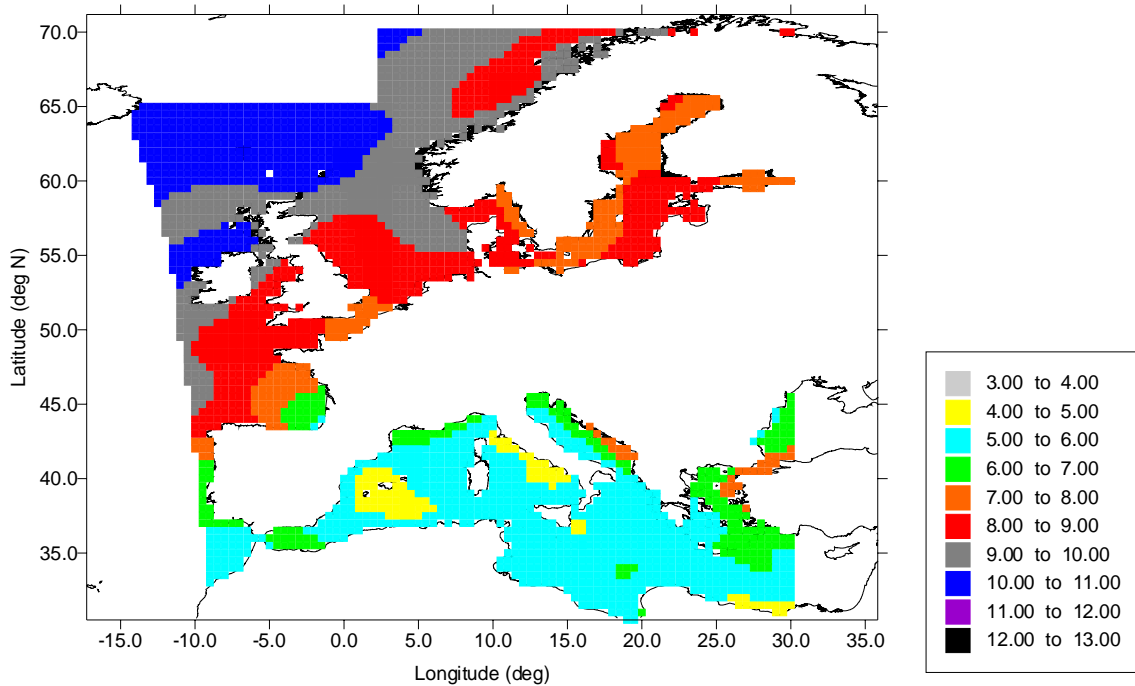 70.0
65.0
60.0
55.0
50.0
45.0
40.0
35.0
Latitude (deg N)
-15.0 -10.0 -5.0 0.0 5.0 10.0 15.0 20.0 25.0 30.0 35.0
Longitude (deg)
3.00 to 4.00
4.00 to 5.00
5.00 to 6.00
6.00 to 7.00
7.00 to 8.00
8.00 to 9.00
9.00 to 10.00
10.00 to 11.00
11.00 to 12.00
12.00 to 13.00